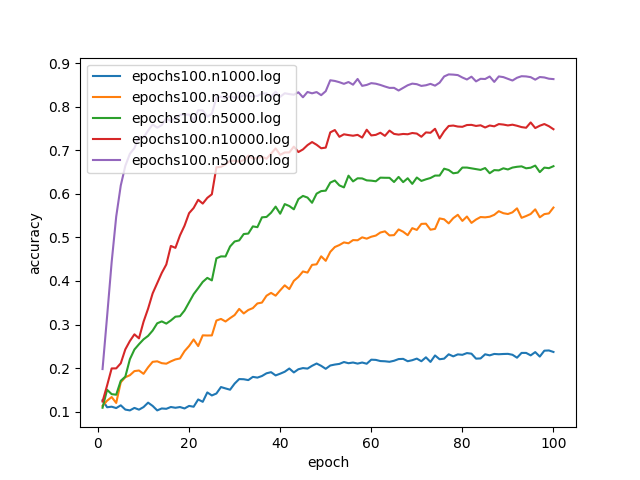 0.9
0.8
0.7
0.6
0.5
0.4
0.3
0.2
0.1
accuracy
epochs100.n1000.log
epochs100.n3000.log
epochs100.n5000.log
epochs100.n10000.log
epochs100.n50000.log
0 20 40 60 80 100
epoch